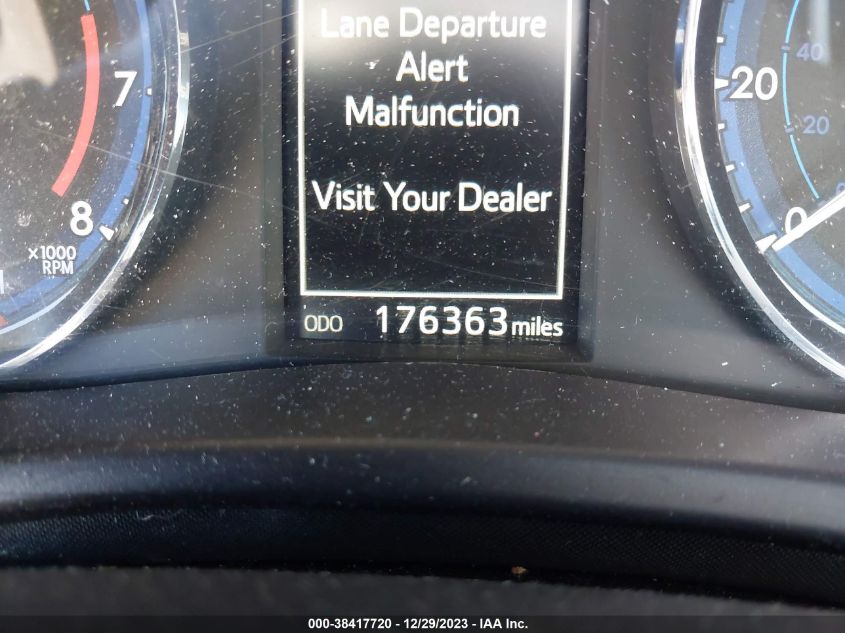 Lane Departure
Alert
Malfunction
Visit Your Dealer
ODO 176363 miles
7
8
x1000
RPM
40
20
20
0
000-38417720 - 12/29/2023 - IAA Inc.